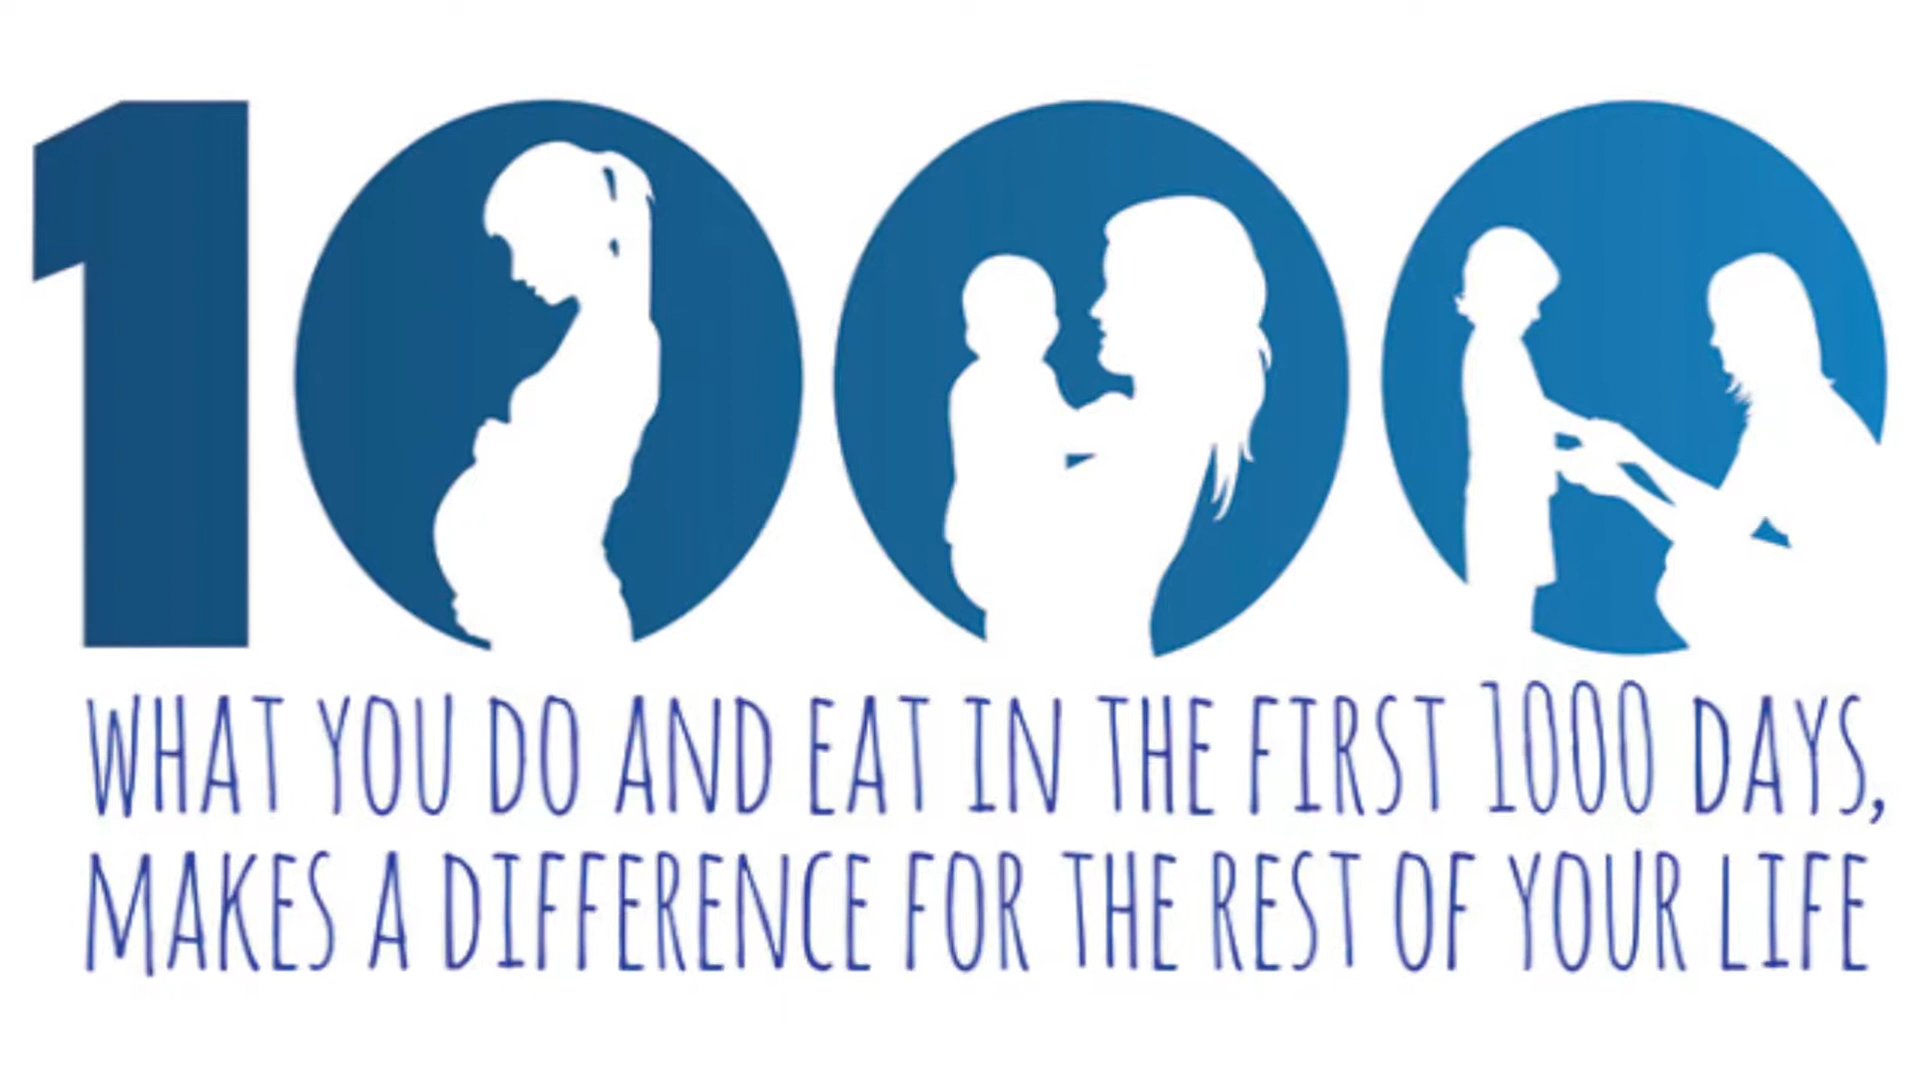 1000
WHAT YOU DO AND EAT IN THE FIRST 1000 DAYS,
MAKES A DIFFERENCE FOR THE REST OF YOUR LIFE